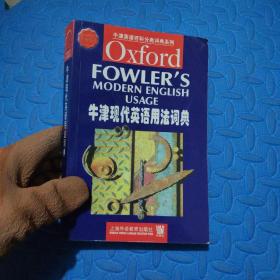 牛津英语百科分类词典系列
Oxford
FOWLER'S
MODERN ENGLISH
USAGE
牛津现代英语用法词典
上海外语教育出版社